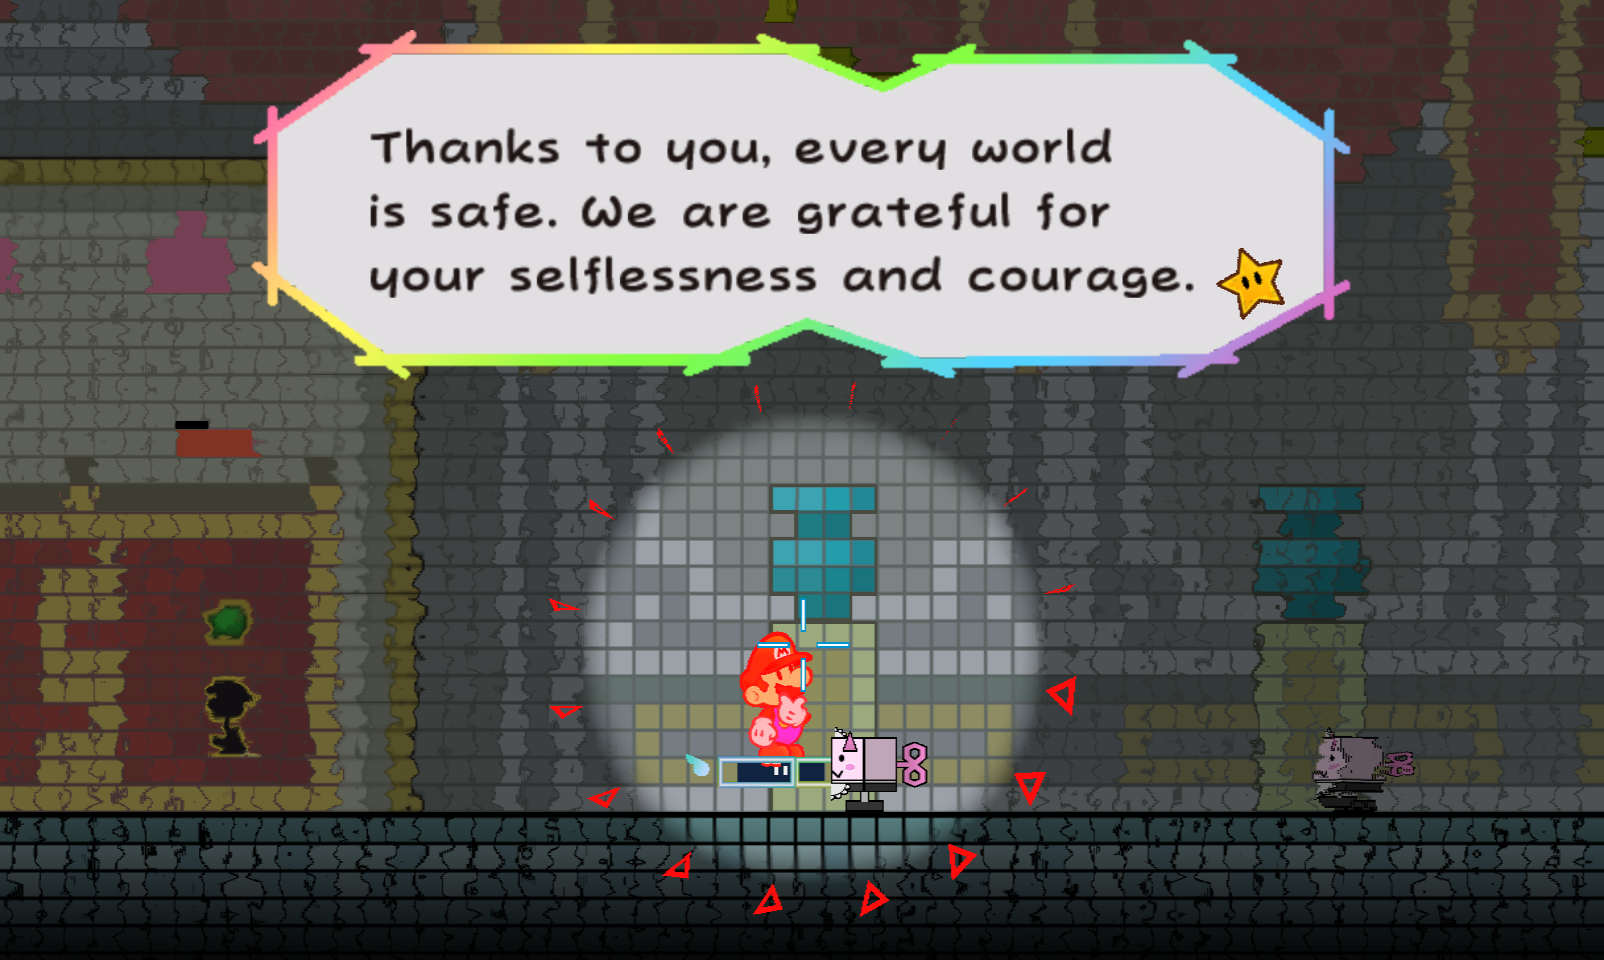 Thanks to you, every world
is safe. We are grateful for
your selflessness and courage.
M